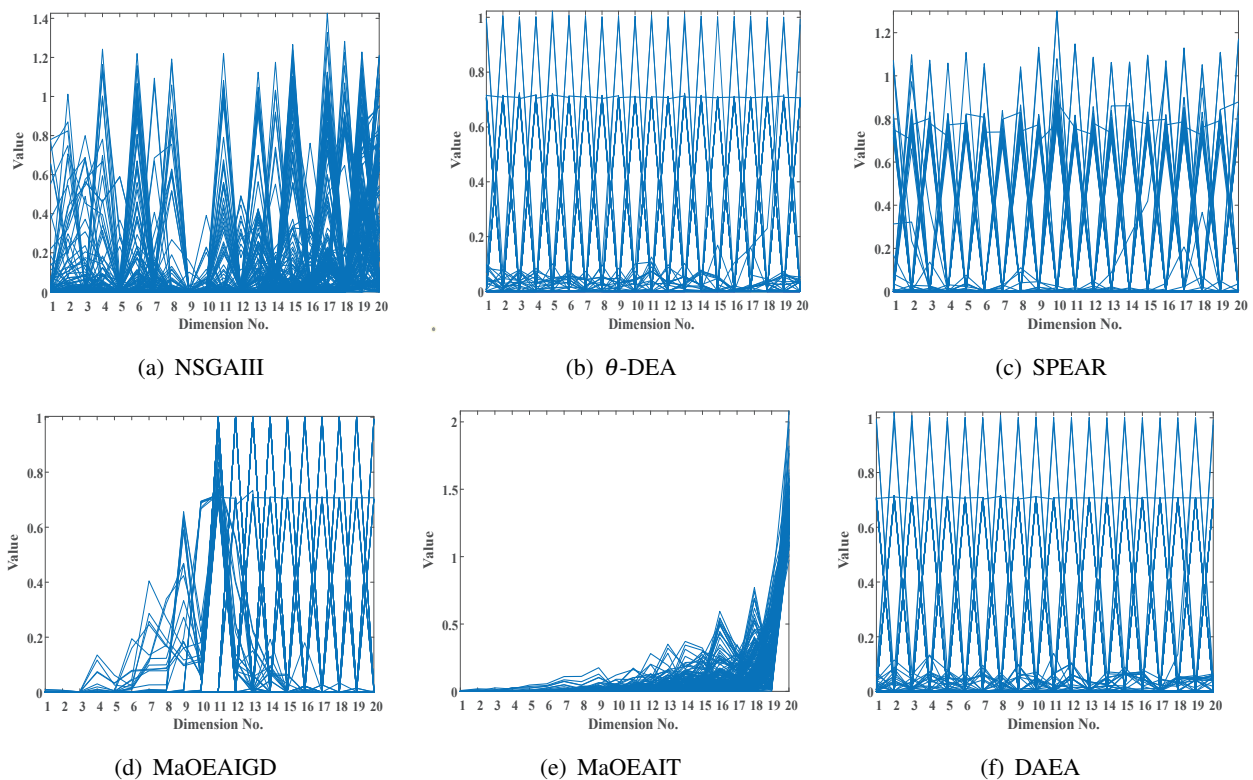 1.4
1.2
1
0.8
0.6
0.4
0.2
0
Value
1 2 3 4 5 6 7 8 9 10 11 12 13 14 15 16 17 18 19 20
Dimension No.
(a) NSGAIII
1
0.8
0.6
0.4
0.2
0
Value
1 2 3 4 5 6 7 8 9 10 11 12 13 14 15 16 17 18 19 20
Dimension No.
(b) θ-DEA
1.2
1
0.8
0.6
0.4
0.2
0
Value
1 2 3 4 5 6 7 8 9 10 11 12 13 14 15 16 17 18 19 20
Dimension No.
(c) SPEAR
1
0.8
0.6
0.4
0.2
0
Value
1 2 3 4 5 6 7 8 9 10 11 12 13 14 15 16 17 18 19 20
Dimension No.
(d) MaOEAIGD
2
1.5
1
0.5
0
Value
1 2 3 4 5 6 7 8 9 10 11 12 13 14 15 16 17 18 19 20
Dimension No.
(e) MaOEAIT
1
0.8
0.6
0.4
0.2
0
Value
1 2 3 4 5 6 7 8 9 10 11 12 13 14 15 16 17 18 19 20
Dimension No.
(f) DAEA